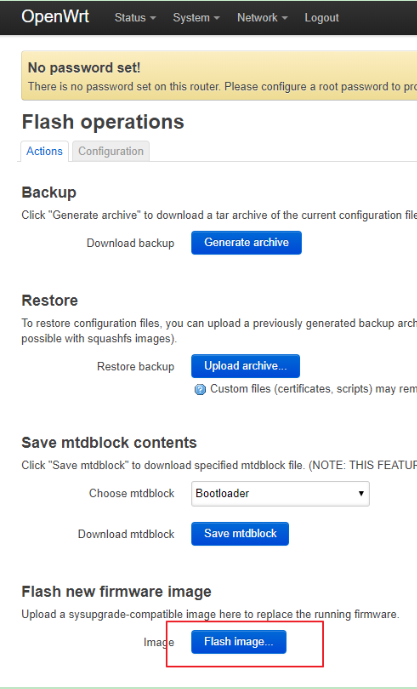 OpenWrt Status System Network Logout
No password set!
There is no password set on this router. Please configure a root password to pro
Flash operations
Actions Configuration
Backup
Click "Generate archive" to download a tar archive of the current configuration file
Download backup Generate archive
Restore
To restore configuration files, you can upload a previously generated backup arch
possible with squashfs images).
Restore backup Upload archive...
Custom files (certificates, scripts) may rem
Save mtdblock contents
Click "Save mtdblock" to download specified mtdblock file. (NOTE: THIS FEATUR
Choose mtdblock Bootloader
Download mtdblock Save mtdblock
Flash new firmware image
Upload a sysupgrade-compatible image here to replace the running firmware.
Image Flash image...